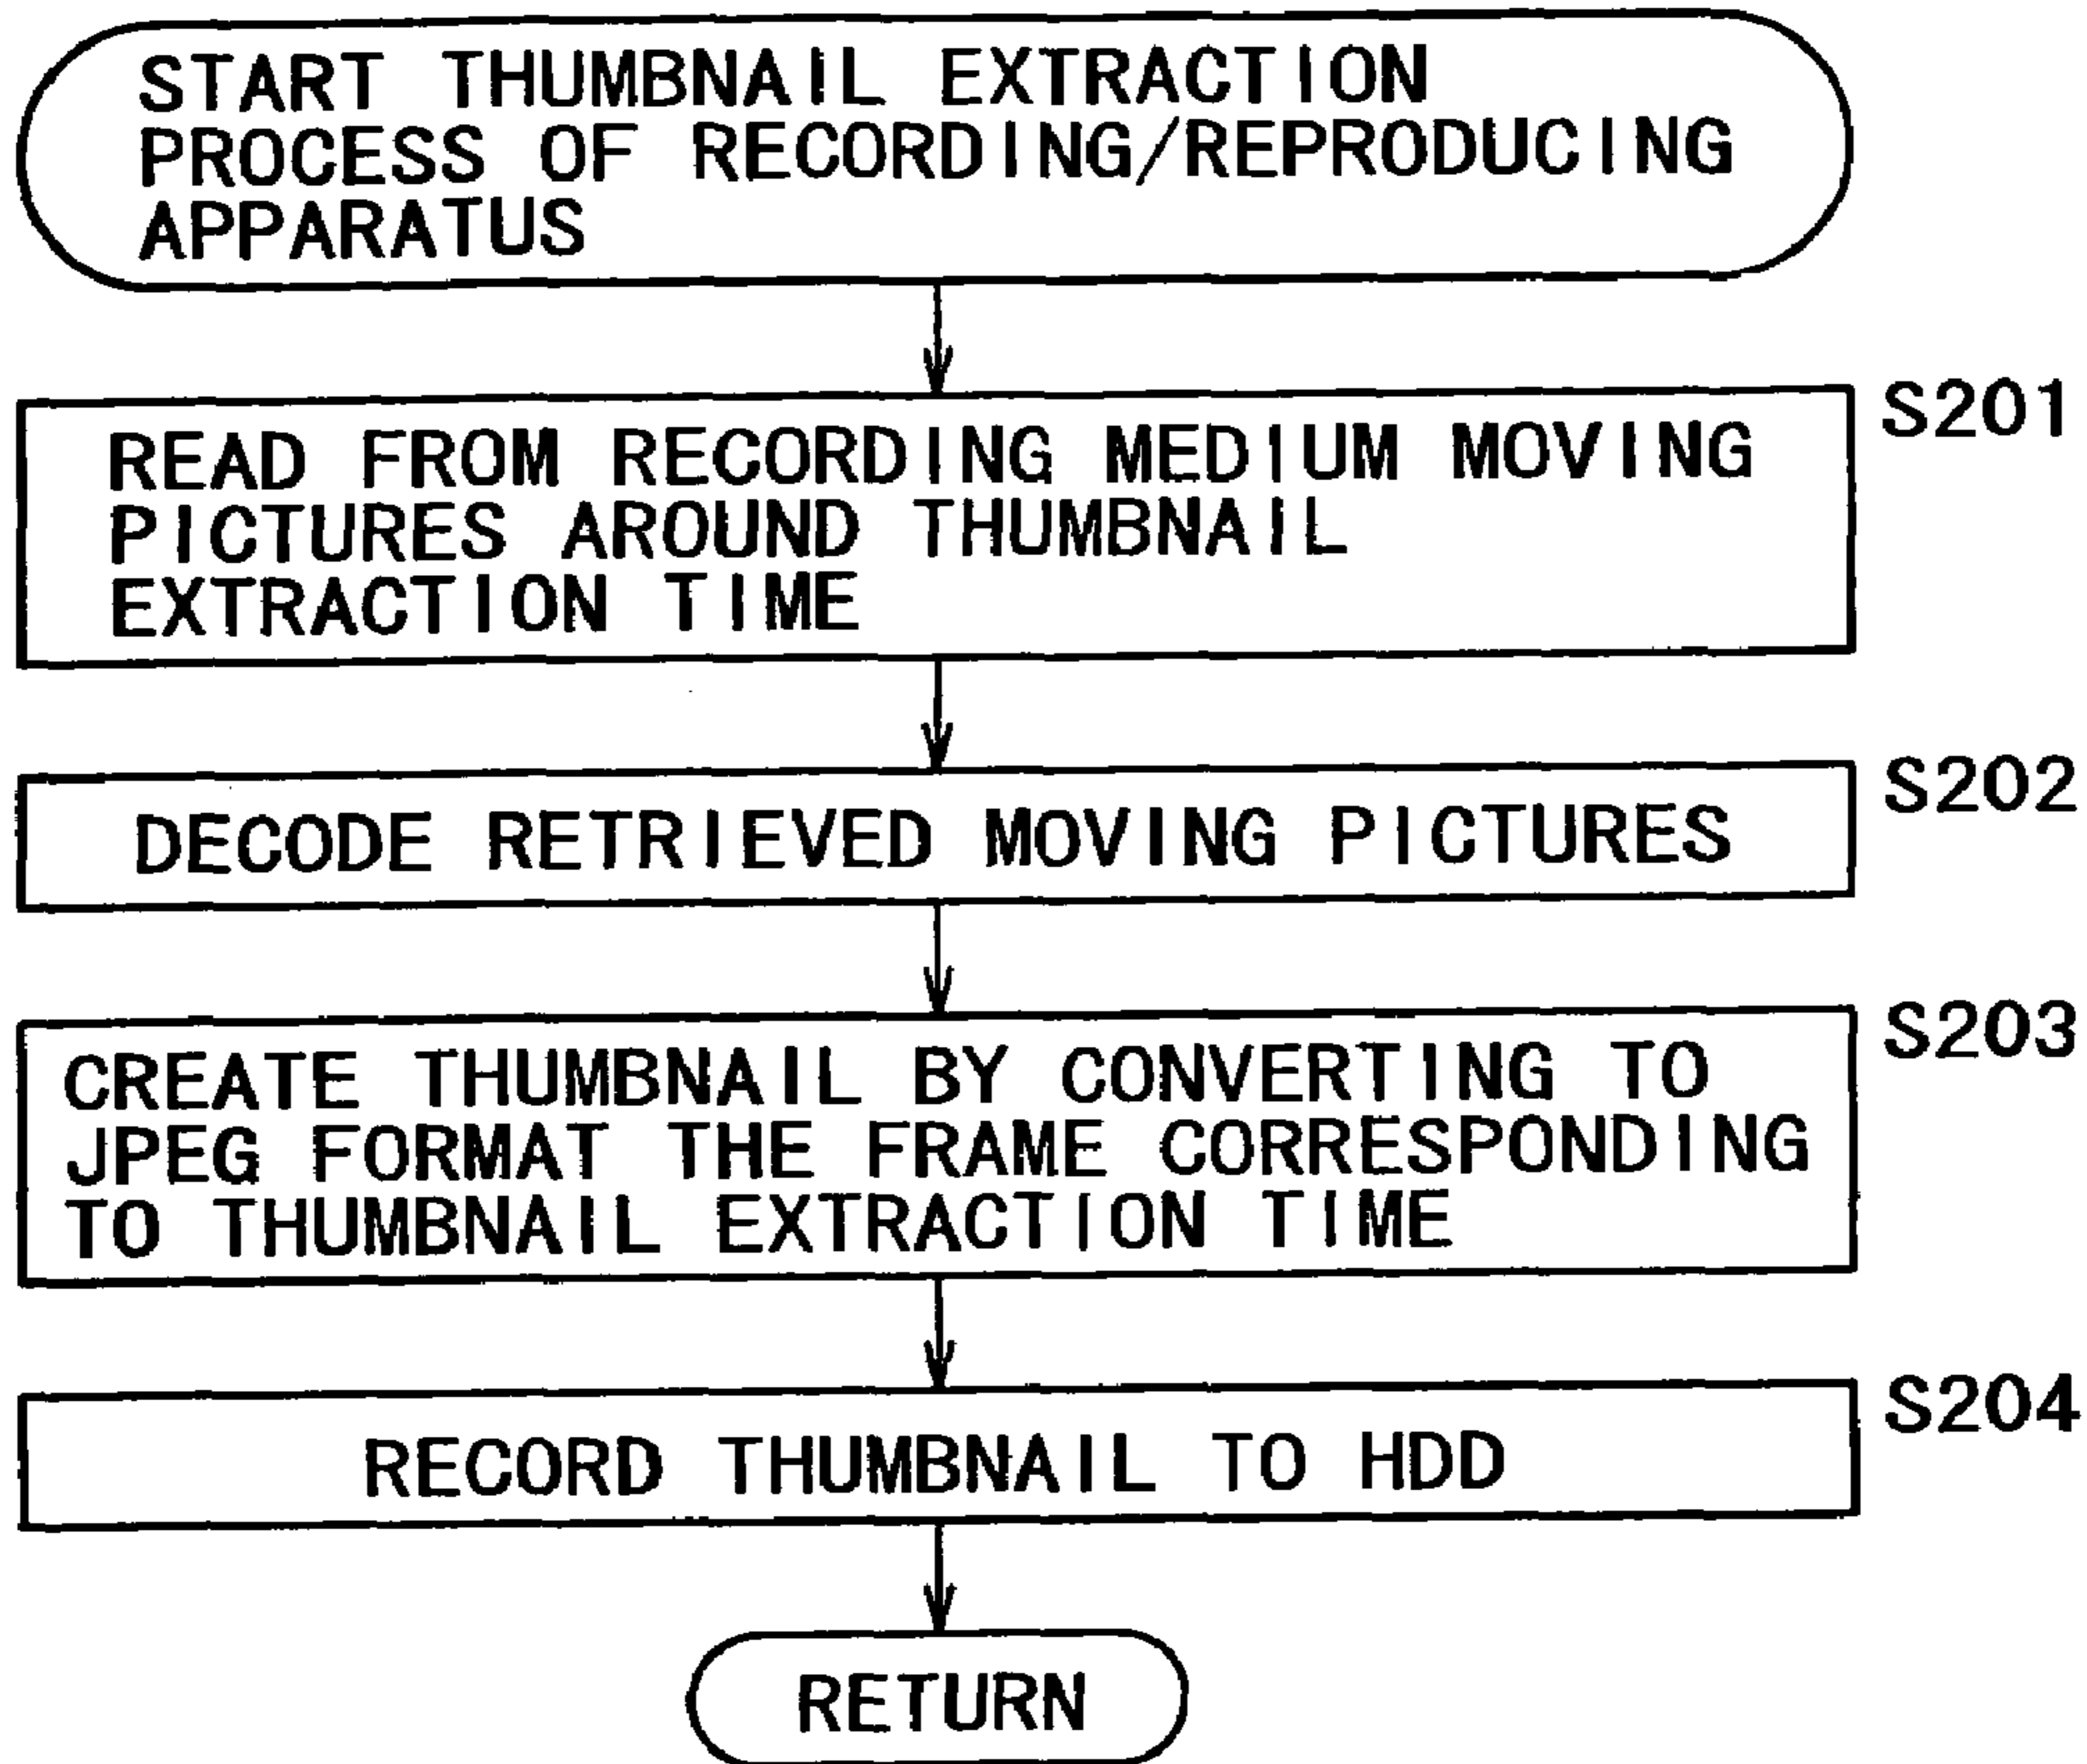 START THUMBNAIL EXTRACTION
PROCESS OF RECORDING/REPRODUCING
APPARATUS
S201
READ FROM RECORDING MEDIUM MOVING
PICTURES AROUND THUMBNAIL
EXTRACTION TIME
S202
DECODE RETRIEVED MOVING PICTURES
S203
CREATE THUMBNAIL BY CONVERTING TO
JPEG FORMAT THE FRAME CORRESPONDING
TO THUMBNAIL EXTRACTION TIME
S204
RECORD THUMBNAIL TO HDD
RETURN